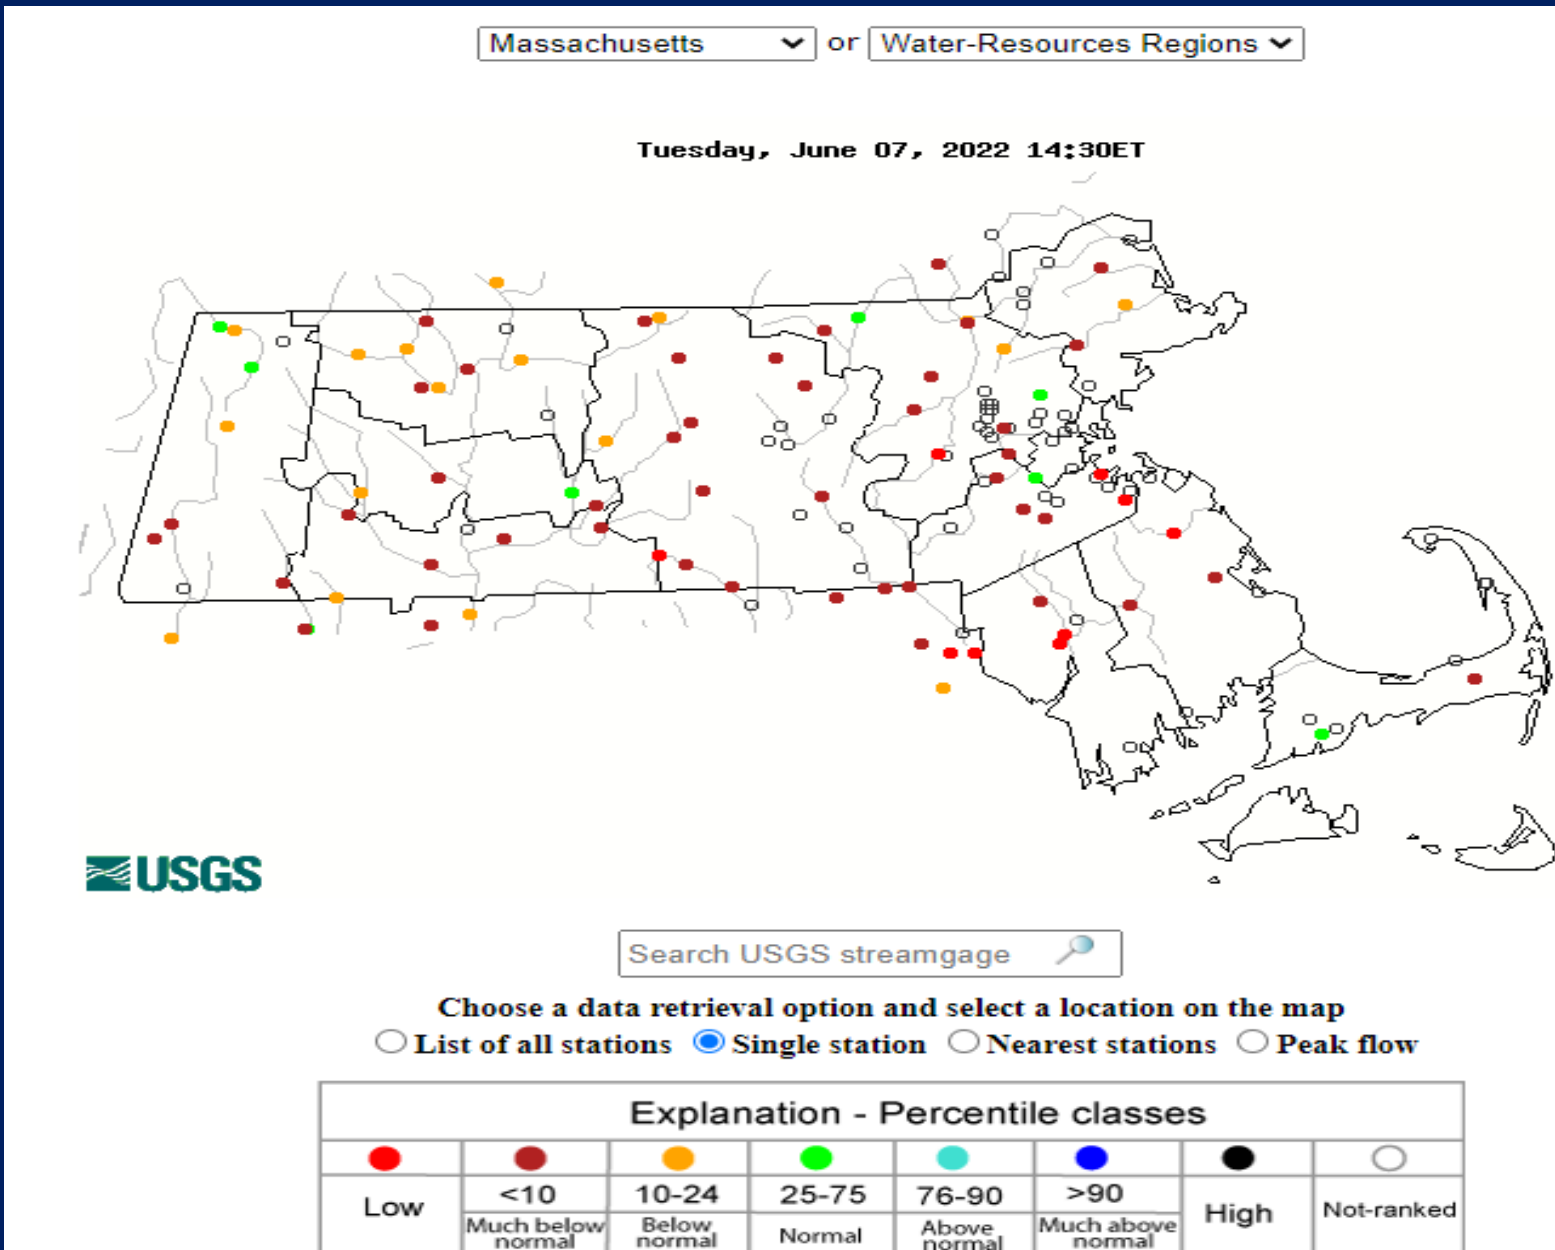 Massachusetts or Water-Resources Regions
Tuesday, June 07, 2022 14:30ET
USGS
Search USGS streamgage
Choose a data retrieval option and select a location on the map
List of all stations Single station Nearest stations Peak flow
Explanation - Percentile classes
Low <10 10-24 25-75 76-90 >90 High Not-ranked
Much below normal Below normal Normal Above normal Much above normal